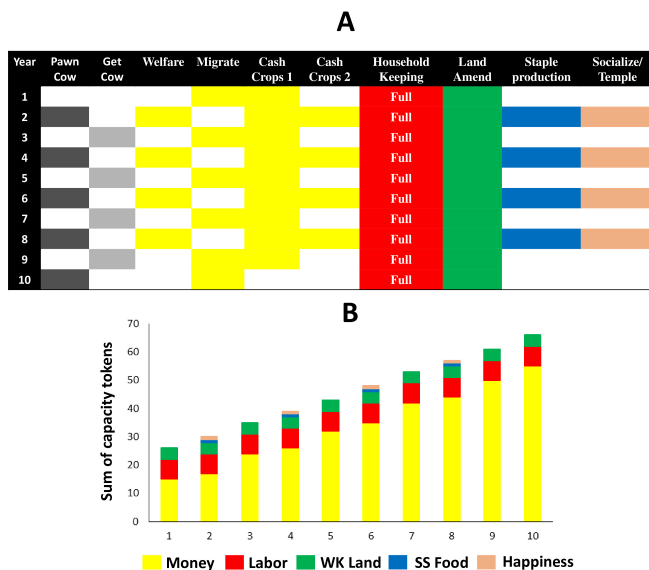 A
Year Pawn Cow Get Cow Welfare Migrate Cash Crops 1 Cash Crops 2 Household Keeping Land Amend Staple production Socialize/ Temple
1 Full
2 Full
3 Full
4 Full
5 Full
6 Full
7 Full
8 Full
9 Full
10 Full
B
Sum of capacity tokens
70
60
50
40
30
20
10
0
1 2 3 4 5 6 7 8 9 10
Money Labor WK Land SS Food Happiness